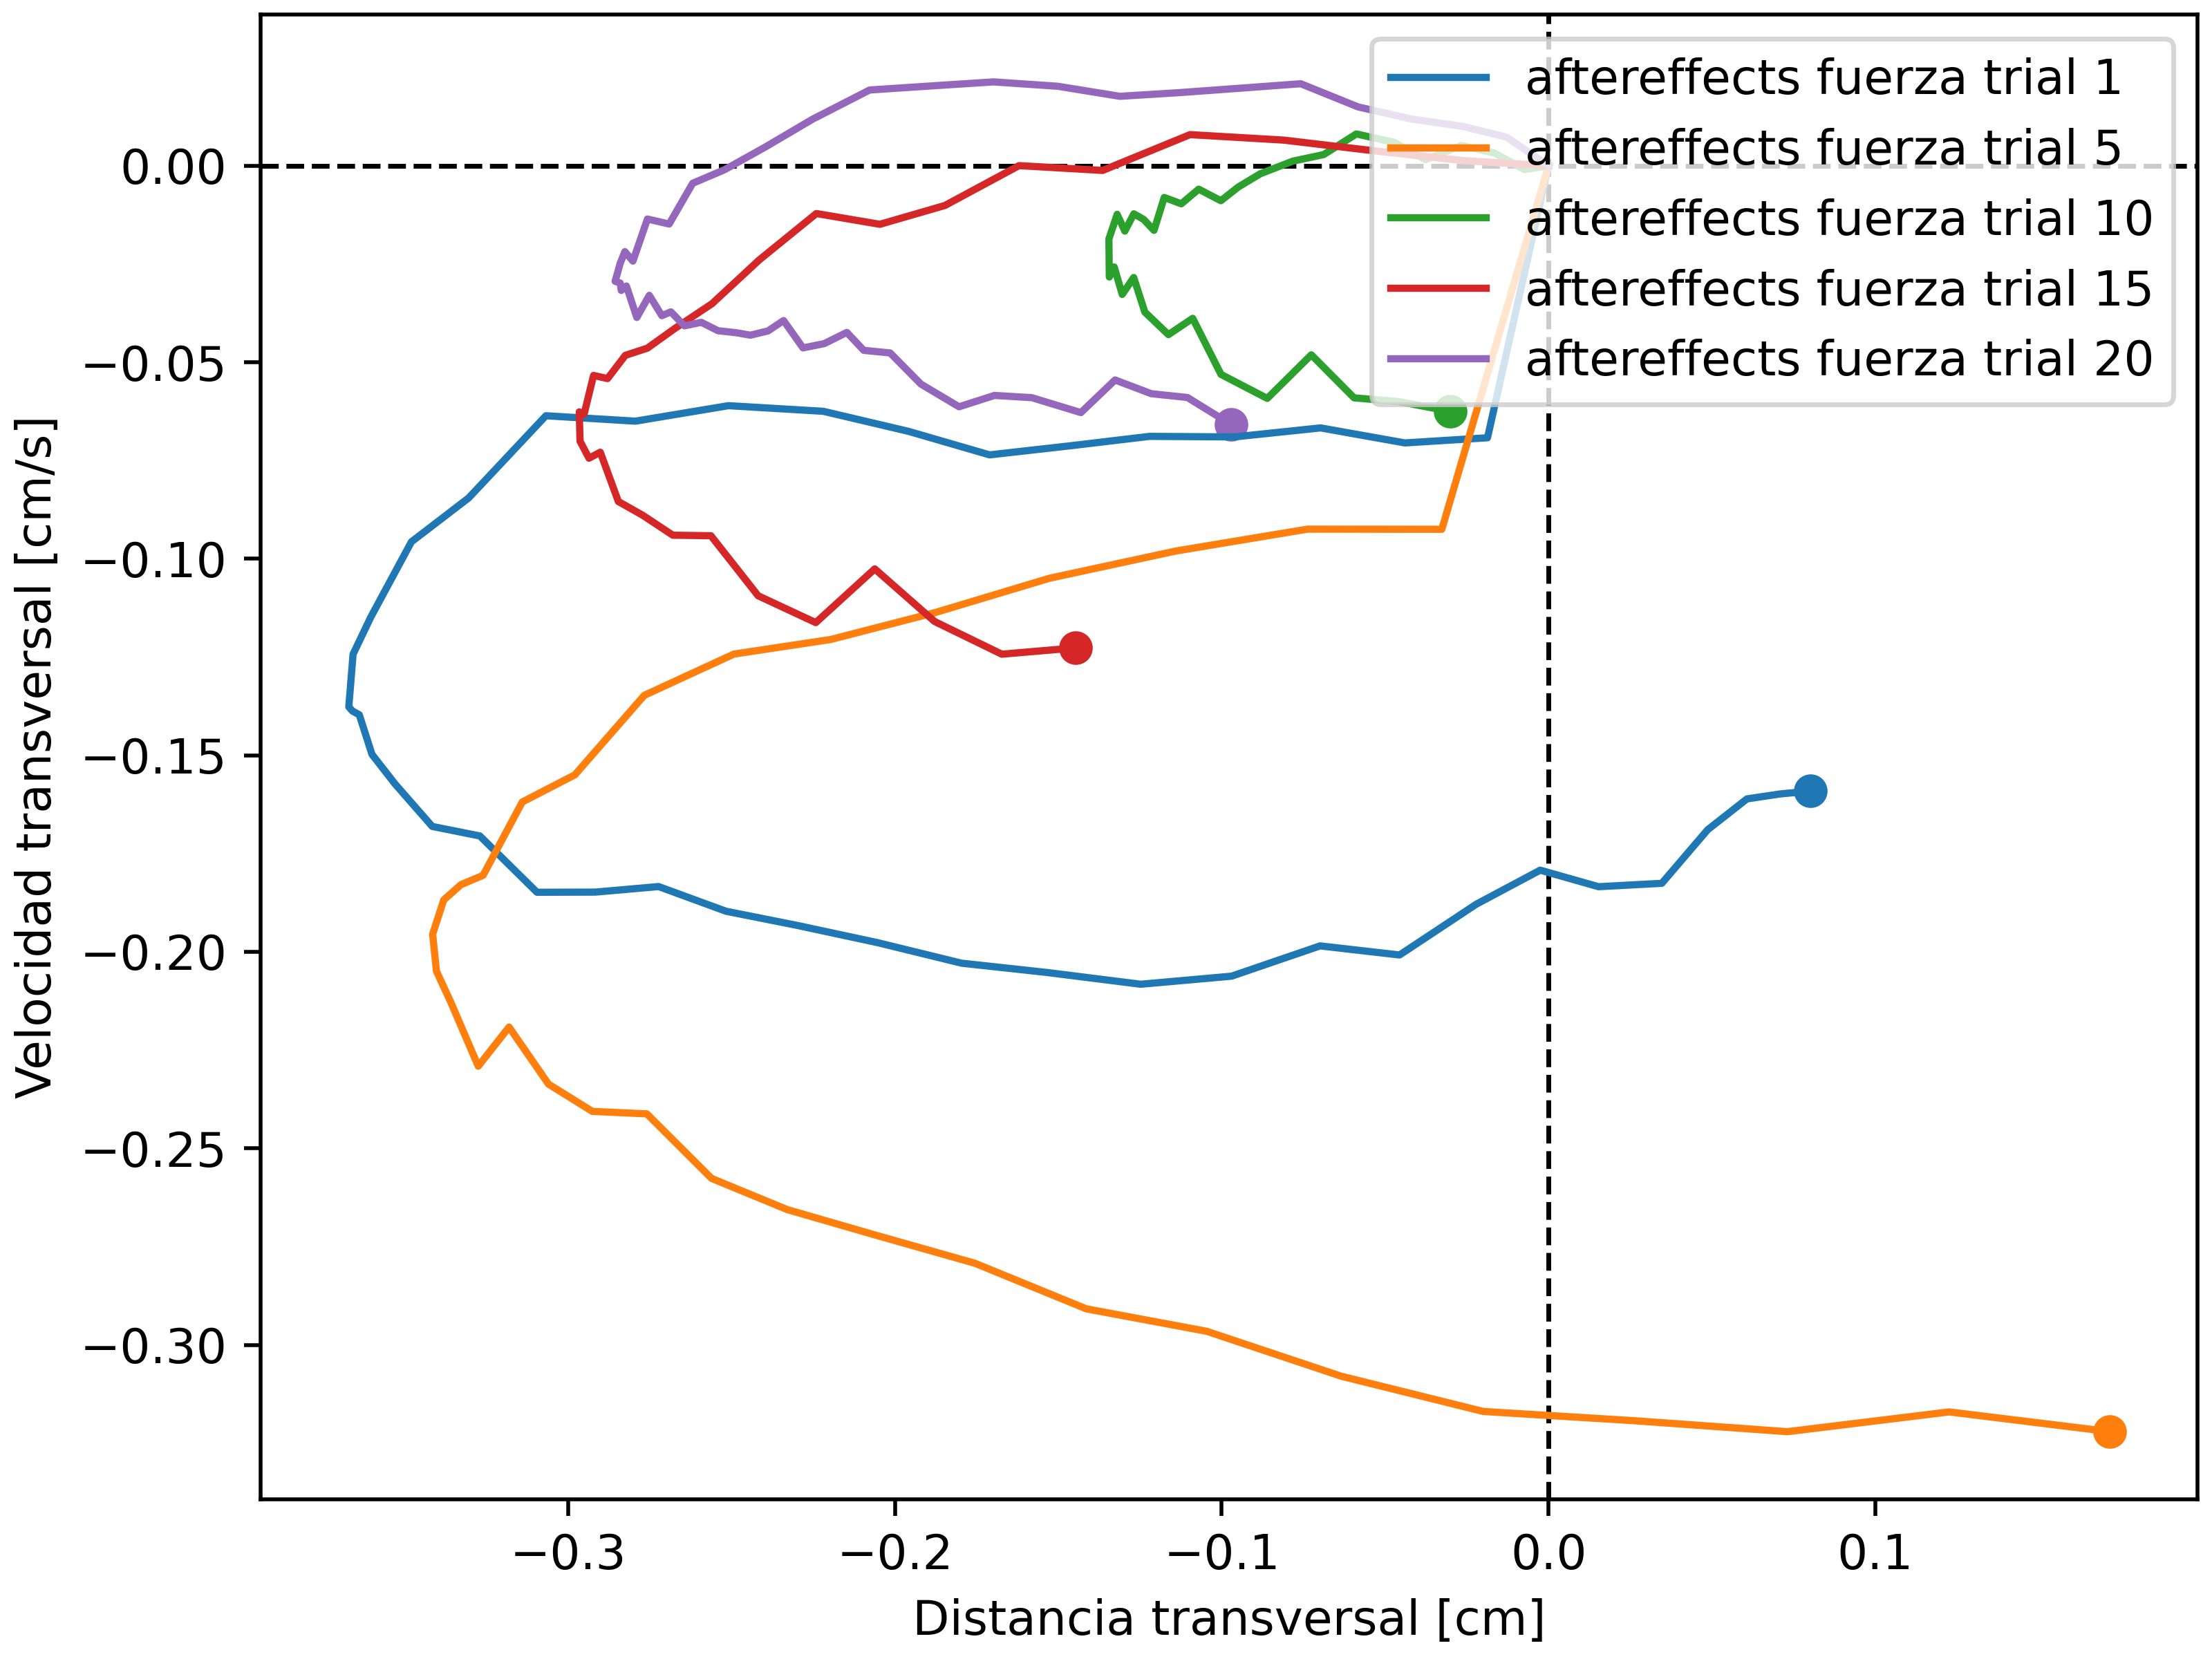 aftereffects fuerza trial 1
aftereffects fuerza trial 5
aftereffects fuerza trial 10
aftereffects fuerza trial 15
aftereffects fuerza trial 20
Velocidad transversal [cm/s]
0.00
−0.05
−0.10
−0.15
−0.20
−0.25
−0.30
−0.3
−0.2
−0.1
0.0
0.1
Distancia transversal [cm]